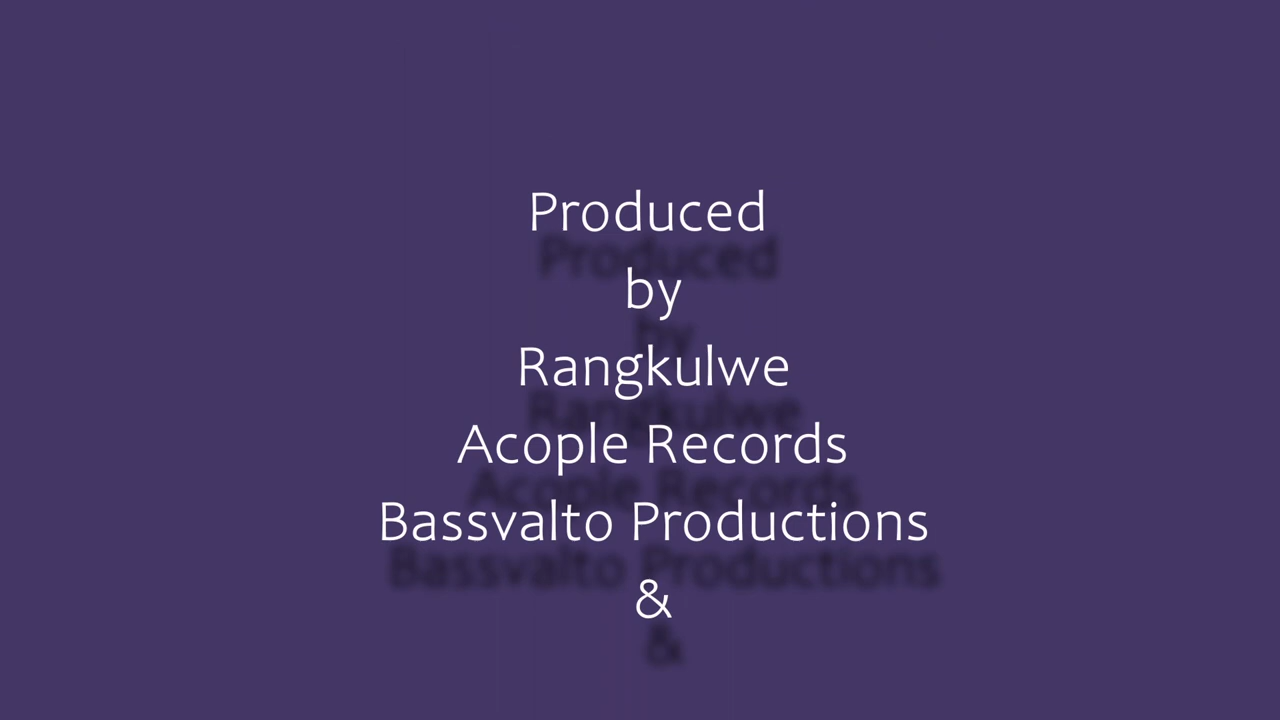 Produced
by
Rangkulwe
Acople Records
Bassvalto Productions
&